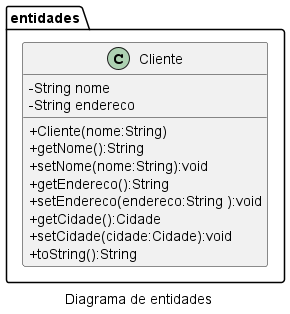 entidades
C Cliente
-String nome
-String endereco
+Cliente(nome:String)
+getNome():String
+setNome(nome:String):void
+getEndereco():String
+setEndereco(endereco:String ):void
+getCidade():Cidade
+setCidade(cidade:Cidade):void
+toString():String
Diagrama de entidades